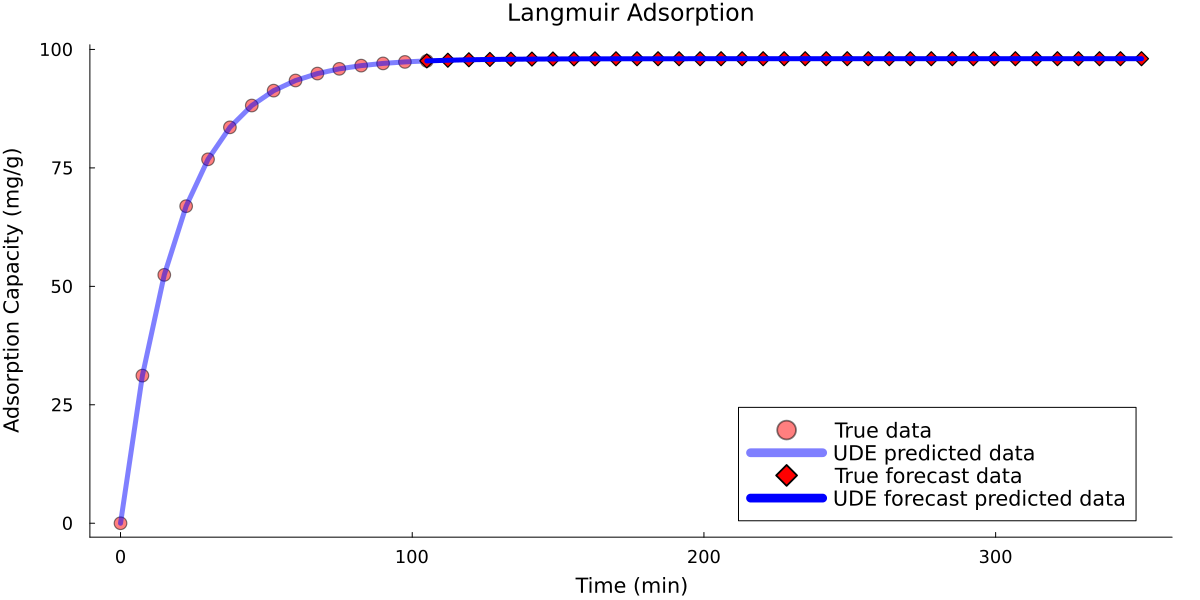 Langmuir Adsorption
Adsorption Capacity (mg/g)
100
75
50
25
0
0
100
200
300
Time (min)
True data
UDE predicted data
True forecast data
UDE forecast predicted data